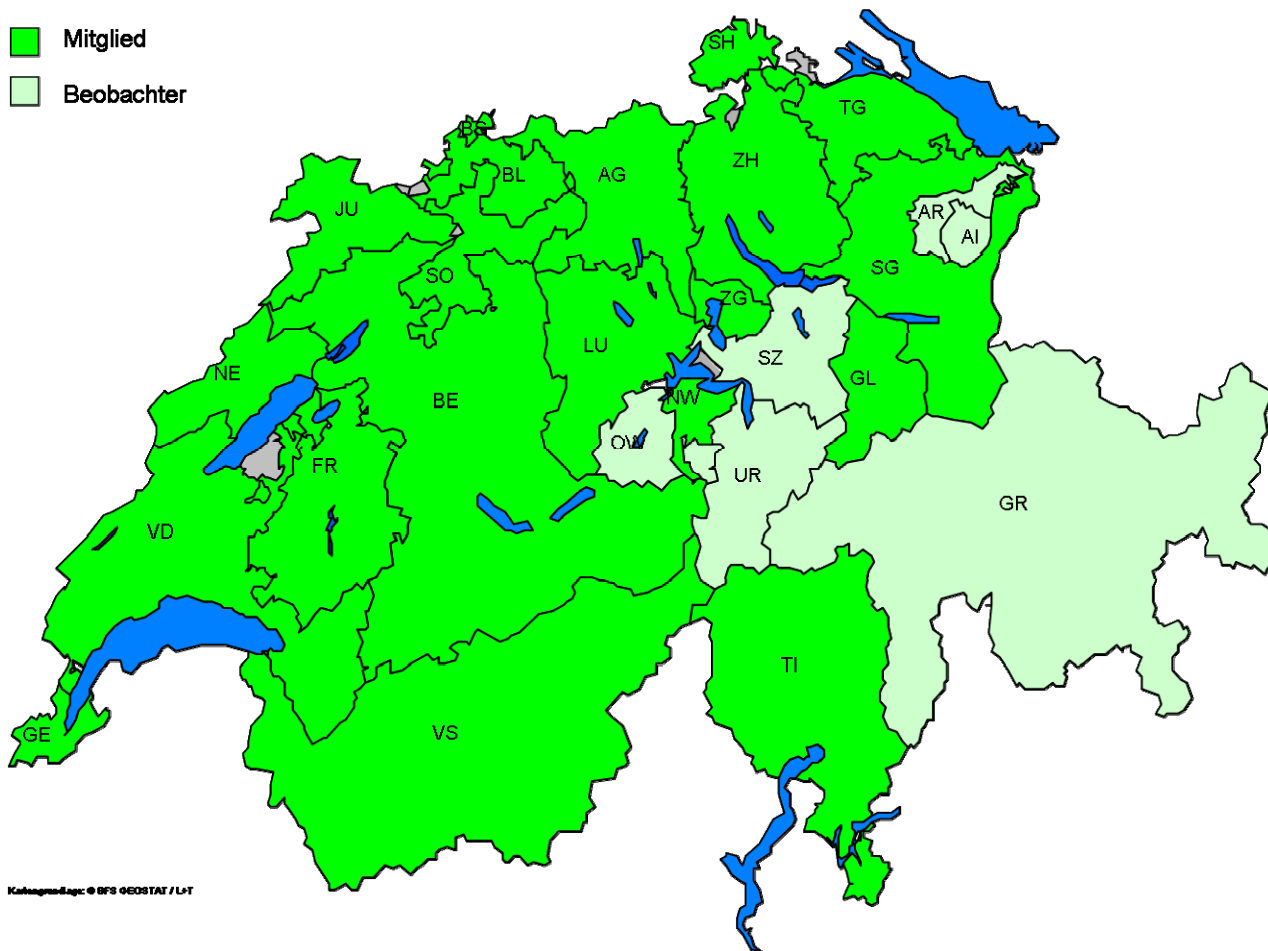 Mitglied
Beobachter
SH
TG
BS
ZH
BL
AG
JU
AR
AI
SO
SG
ZG
LU
SZ
NE
GL
BE
NW
OW
FR
UR
GR
VD
TI
GE
VS
Kartengrundlage: © BFS GEOSTAT / L+T